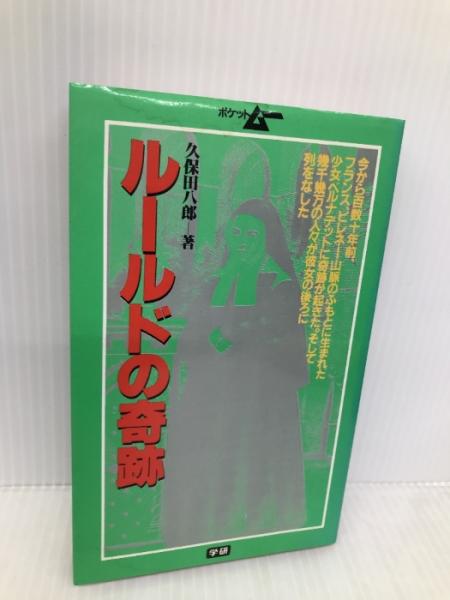 ポケットムー
今から百数十年前、
フランス、ピレネー山脈のふもとに生まれた
少女ベルナデットに奇跡が起きた。そして
幾千幾万の人々が彼女の後ろに
列をなした
久保田八郎―著
ルールドの奇跡
学研